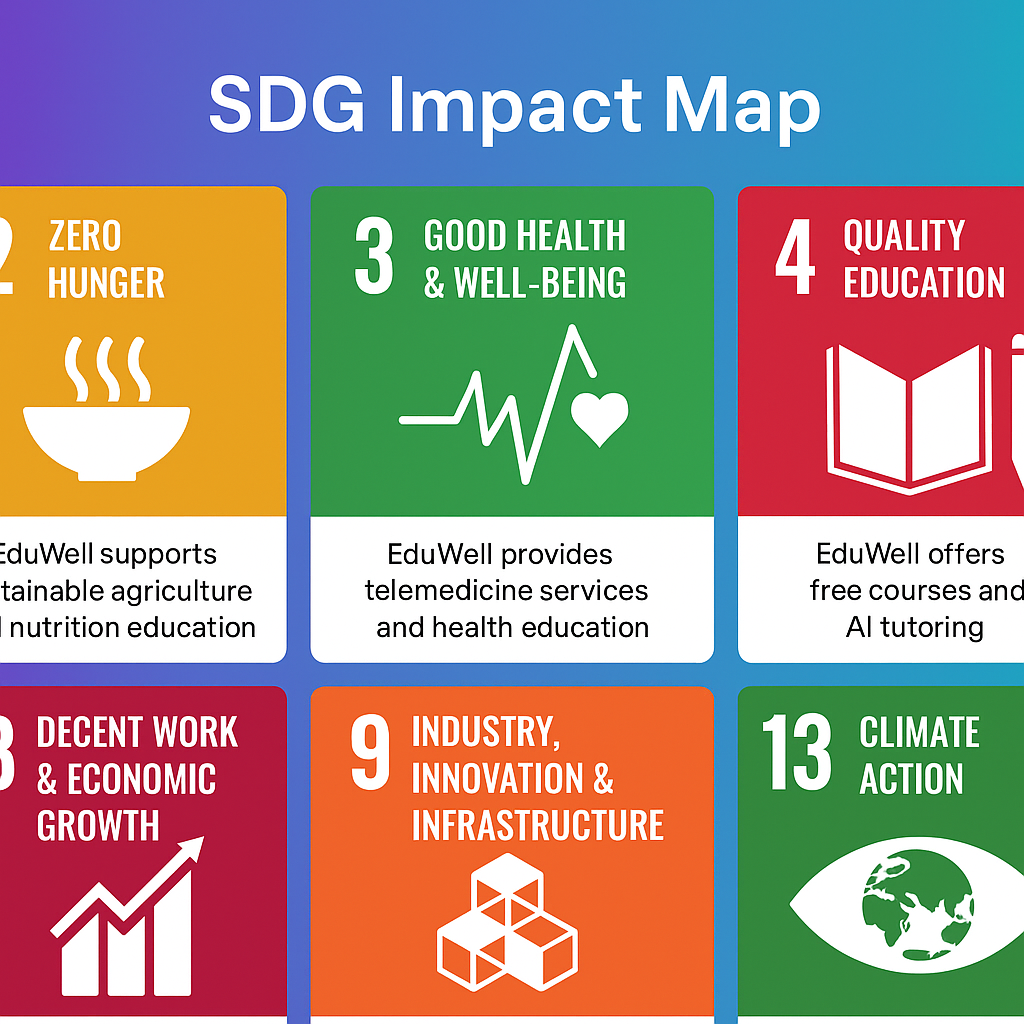 SDG Impact Map
2 ZERO
HUNGER
3 GOOD HEALTH
& WELL-BEING
4 QUALITY
EDUCATION
EduWell supports
tainable agriculture
nutrition education
EduWell provides
telemedicine services
and health education
EduWell offers
free courses and
AI tutoring
8 DECENT WORK
& ECONOMIC
GROWTH
9 INDUSTRY,
INNOVATION &
INFRASTRUCTURE
13 CLIMATE
ACTION